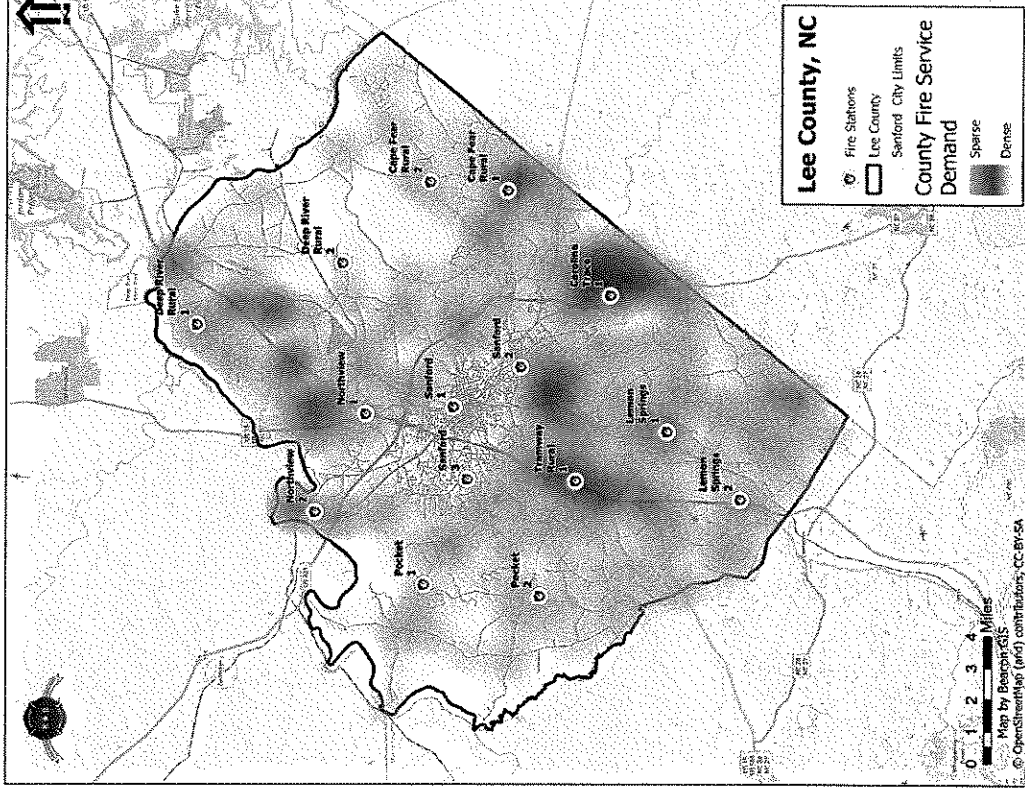 N
Deep River
Rural
1
Cape Fear
Rural
2
Deep River
Rural
2
Cape Fear
Rural
1
Northview
2
Northview
1
Sanford
1
Sanford
3
Sanford
2
Carolina
Trace
1
Pocket
1
Pocket
2
Tramway
Rural
1
Lemon
Springs
1
Lemon
Springs
2
Lee County, NC
Fire Stations
Lee County
Sanford City Limits
County Fire Service
Demand
Sparse
Dense
0 1 2 3 4
Miles
Map by BeaconGIS
© OpenStreetMap (and) contributors, CC-BY-SA